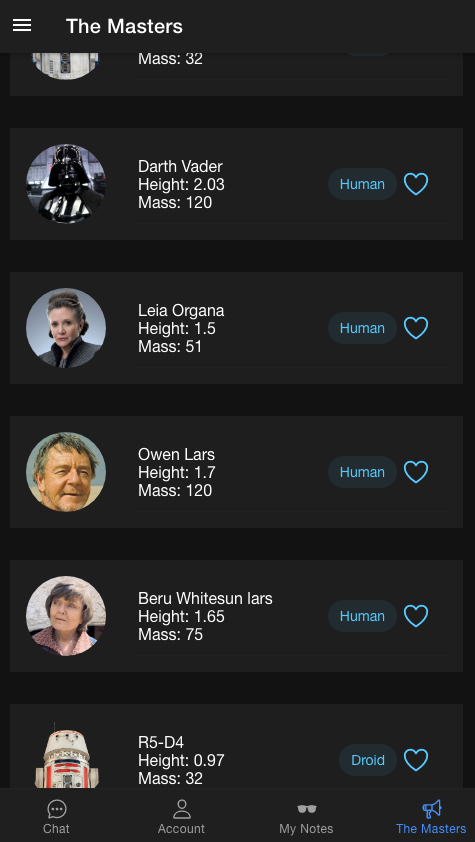 The Masters
Mass: 32
Darth Vader
Height: 2.03
Mass: 120
Human
Leia Organa
Height: 1.5
Mass: 51
Human
Owen Lars
Height: 1.7
Mass: 120
Human
Beru Whitesun lars
Height: 1.65
Mass: 75
Human
R5-D4
Height: 0.97
Mass: 32
Droid
Chat
Account
My Notes
The Masters